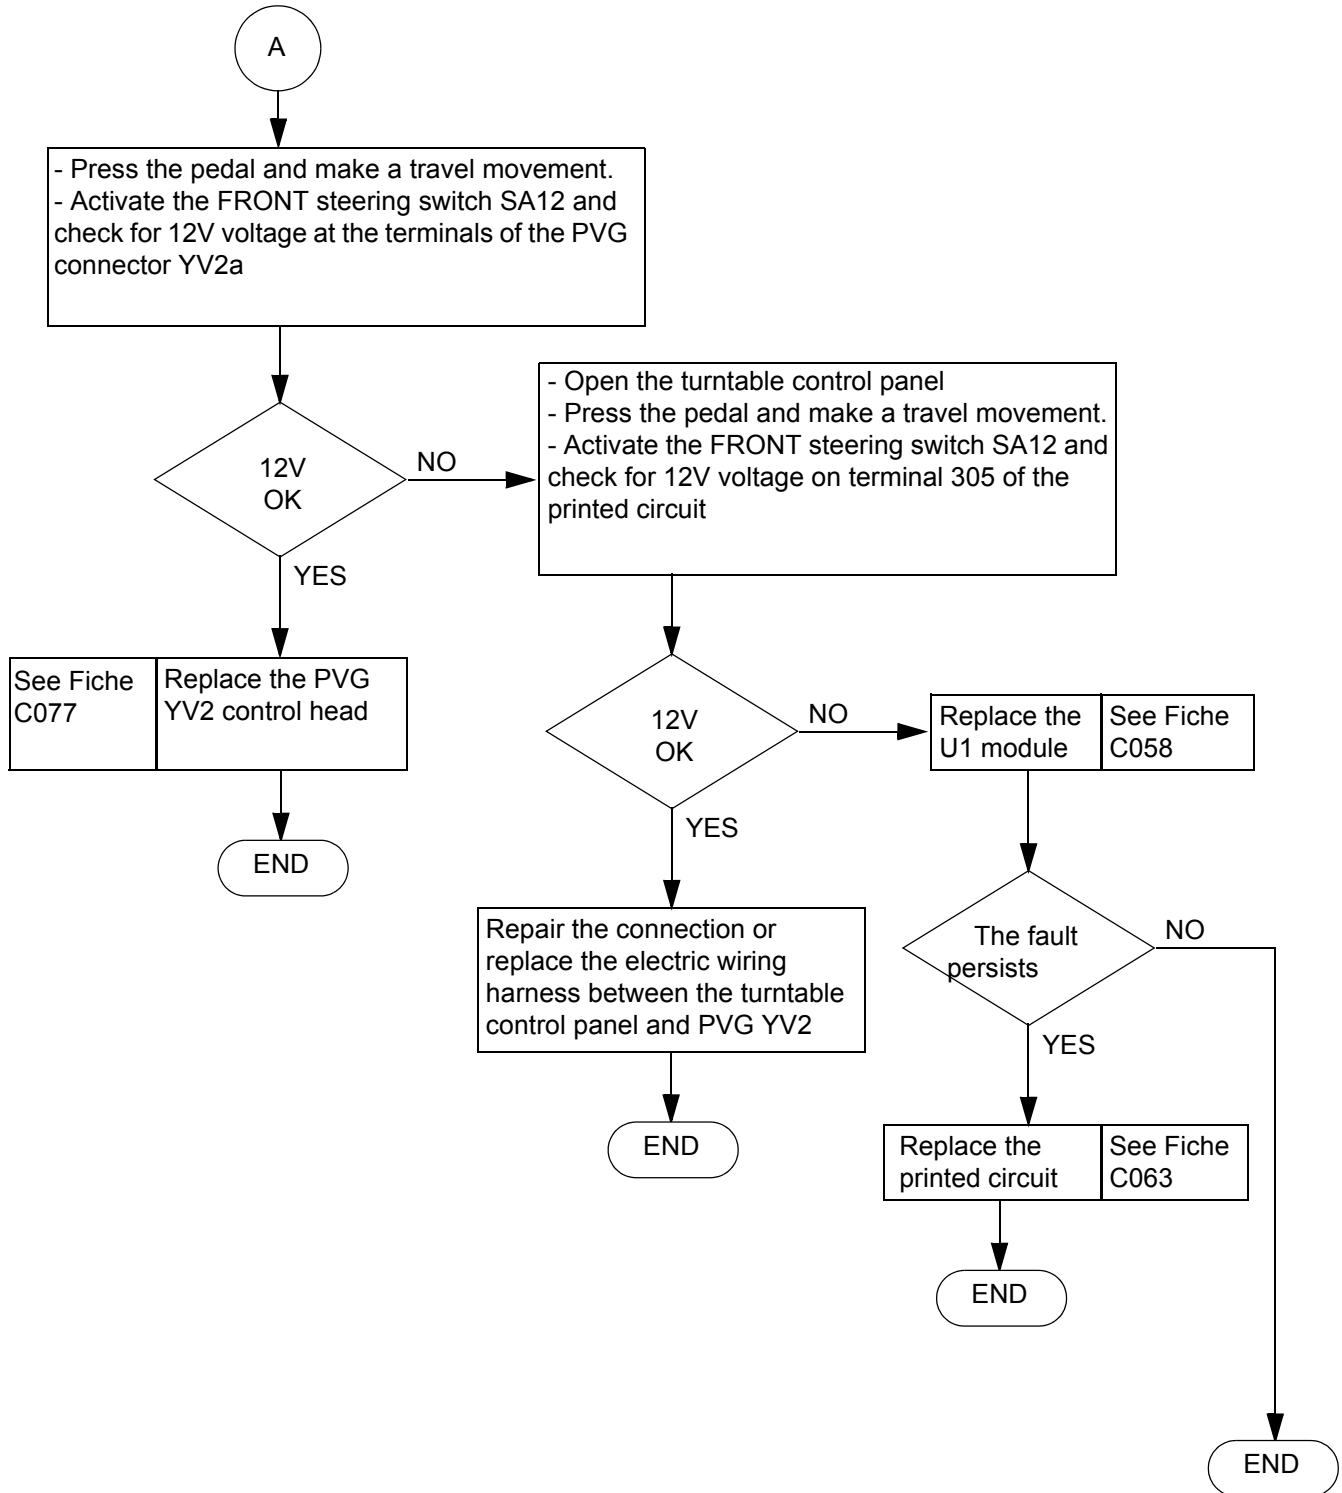 A
- Press the pedal and make a travel movement.
- Activate the FRONT steering switch SA12 and
check for 12V voltage at the terminals of the PVG
connector YV2a
- Open the turntable control panel
- Press the pedal and make a travel movement.
- Activate the FRONT steering switch SA12 and
check for 12V voltage on terminal 305 of the
printed circuit
12V
OK
NO
YES
See Fiche
C077
Replace the PVG
YV2 control head
END
12V
OK
NO
YES
Replace the
U1 module
See Fiche
C058
Repair the connection or
replace the electric wiring
harness between the turntable
control panel and PVG YV2
END
The fault
persists
NO
YES
Replace the
printed circuit
See Fiche
C063
END
END